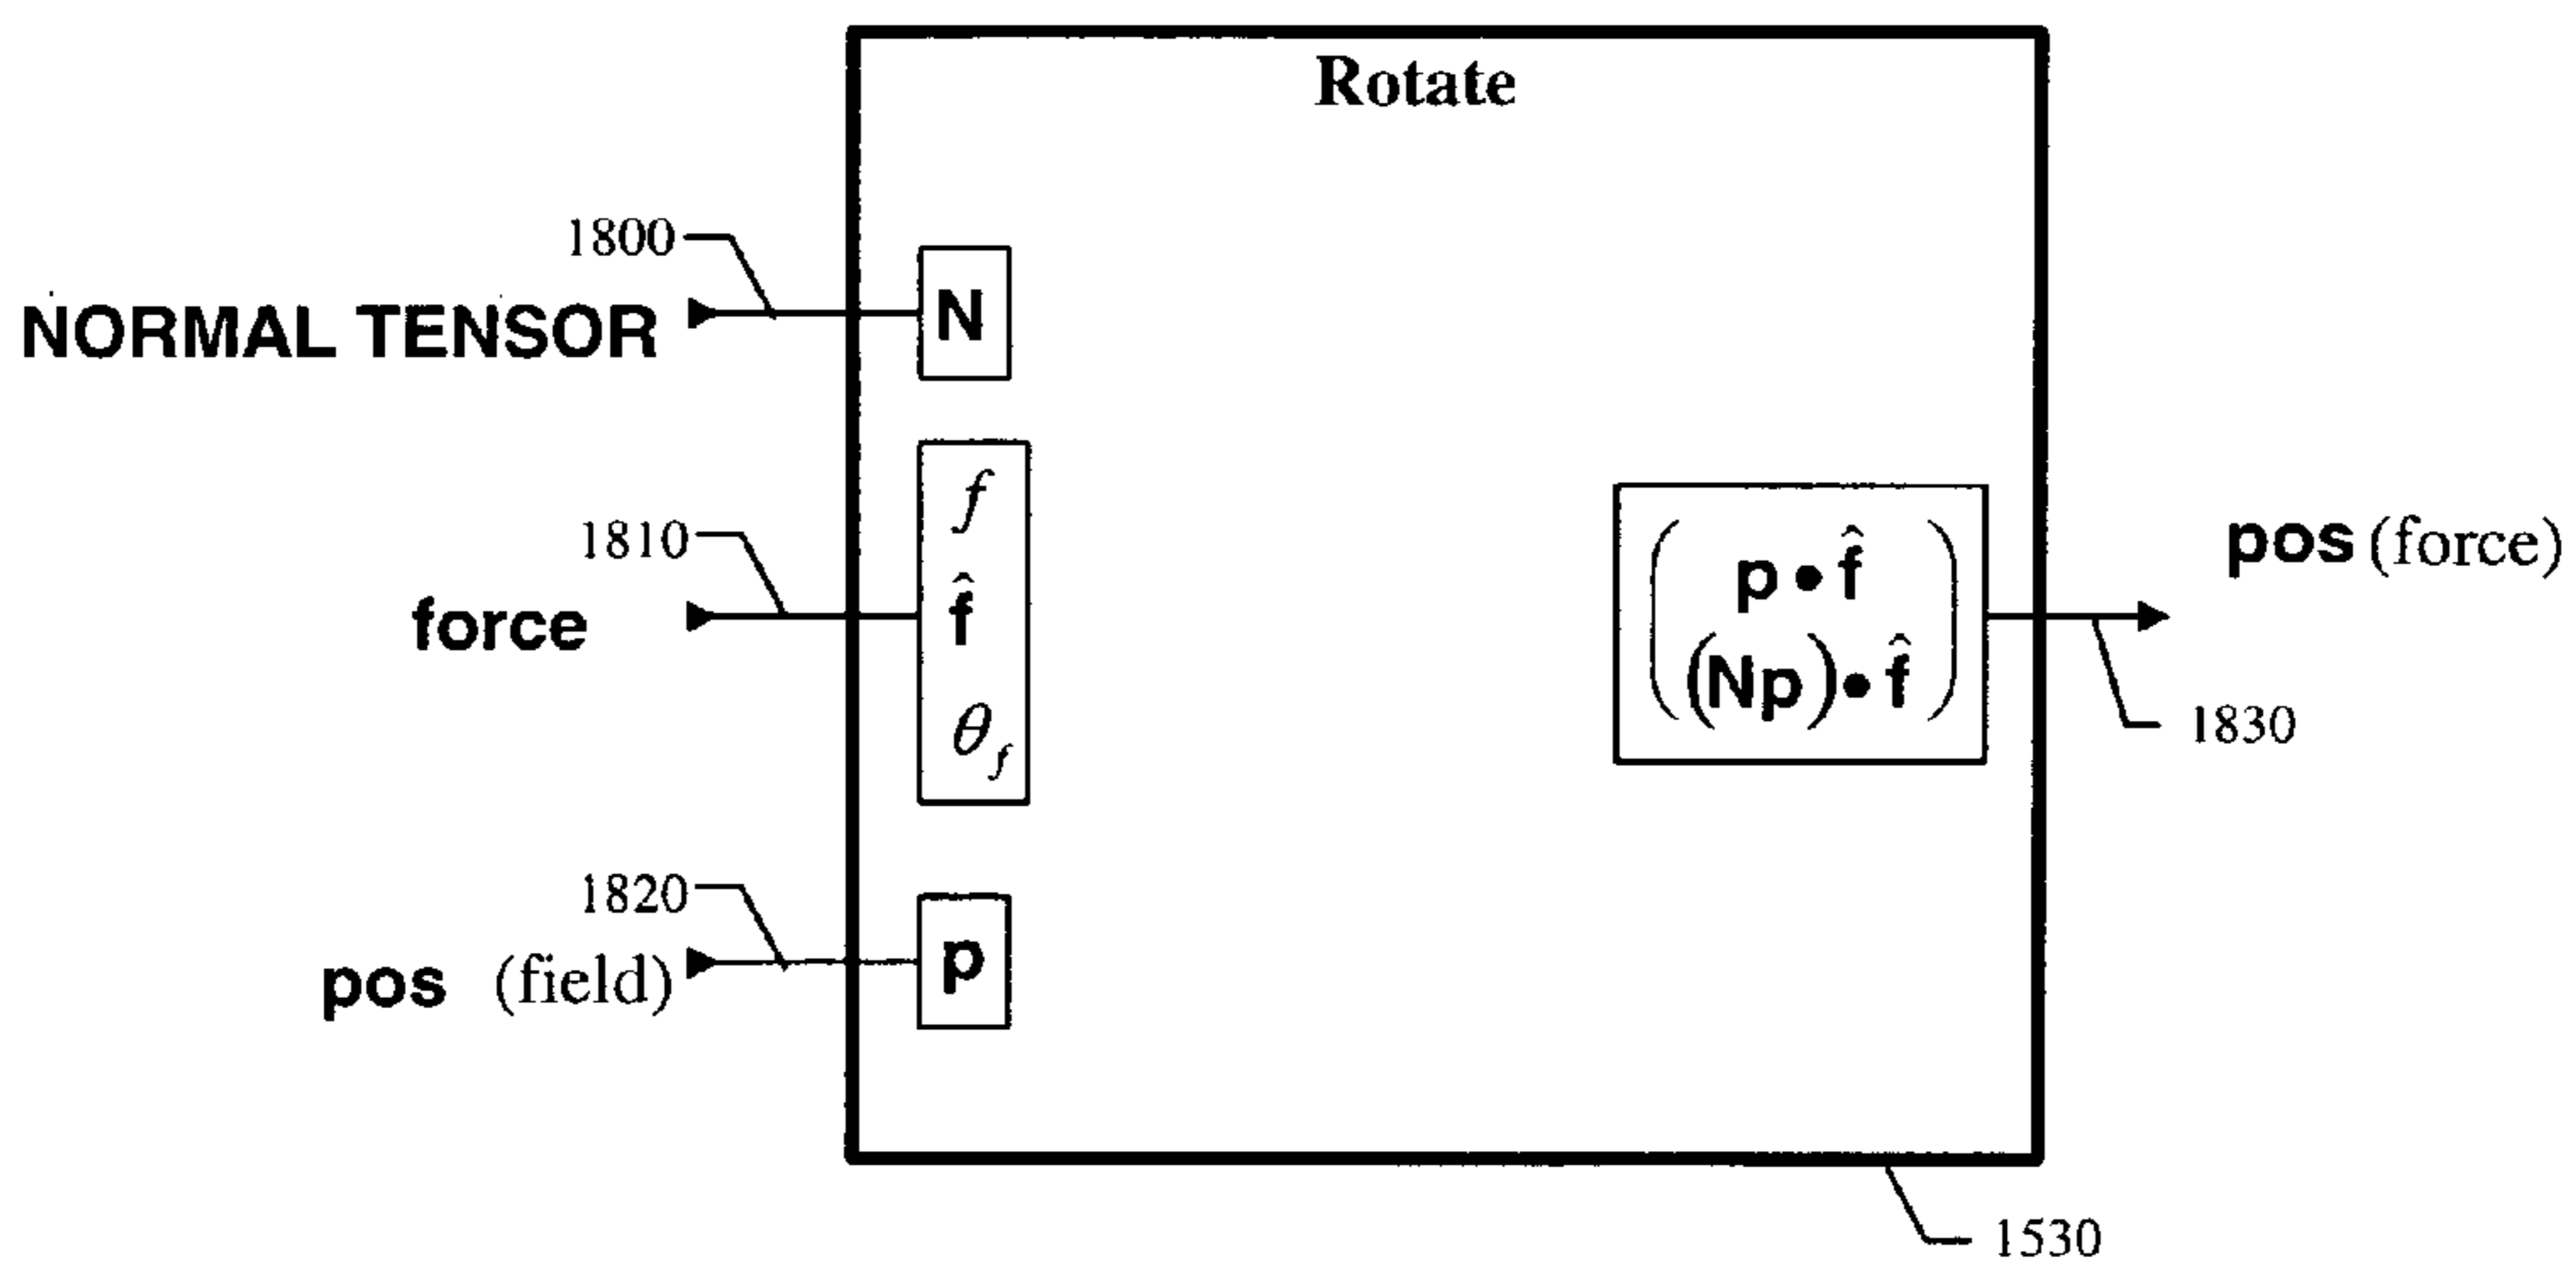 Rotate
1800
NORMAL TENSOR
N
f
1810
force
f̂
θ_f
p • f̂
(Np) • f̂
pos (force)
1830
1820
pos (field)
p
1530